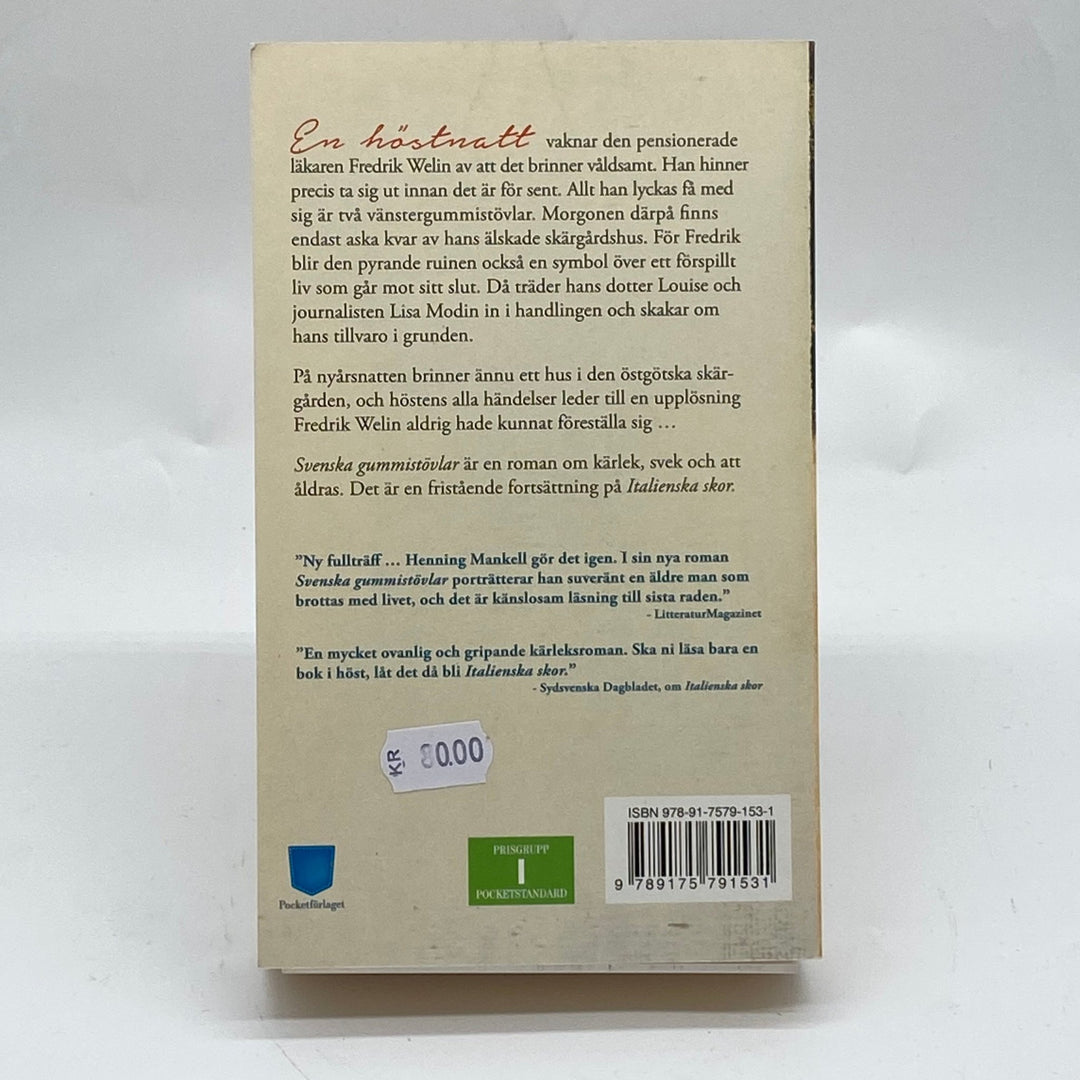 En höstnatt vaknar den pensionerade
läkaren Fredrik Welin av att det brinner våldsamt. Han hinner
precis ta sig ut innan det är för sent. Allt han lyckas få med
sig är två vänstergummistövlar. Morgonen därpå finns
endast aska kvar av hans älskade skärgårdshus. För Fredrik
blir den pyrande ruinen också en symbol över ett förspillt
liv som går mot sitt slut. Då träder hans dotter Louise och
journalisten Lisa Modin in i handlingen och skakar om
hans tillvaro i grunden.
På nyårsnatten brinner ännu ett hus i den östgötska skär-
gården, och höstens alla händelser leder till en upplösning
Fredrik Welin aldrig hade kunnat föreställa sig ...
Svenska gummistövlar är en roman om kärlek, svek och att
åldras. Det är en fristående fortsättning på Italienska skor.
”Ny fullträff ... Henning Mankell gör det igen. I sin nya roman
Svenska gummistövlar porträtterar han suveränt en äldre man som
brottas med livet, och det är känslosam läsning till sista raden.”
- LitteraturMagazinet
”En mycket ovanlig och gripande kärleksroman. Ska ni läsa bara en
bok i höst, låt det då bli Italienska skor.”
- Sydsvenska Dagbladet, om Italienska skor
KR 80.00
ISBN 978-91-7579-153-1
9 789175 791531
PRISGRUPP
I
POCKETSTANDARD
Pocketförlaget